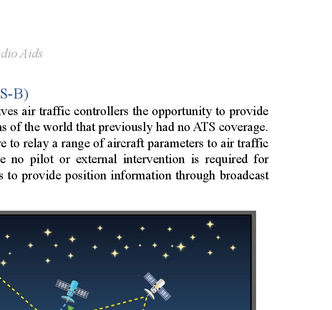 dio Aids
S-B)
ves air traffic controllers the opportunity to provide
s of the world that previously had no ATS coverage.
e to relay a range of aircraft parameters to air traffic
e no pilot or external intervention is required for
s to provide position information through broadcast